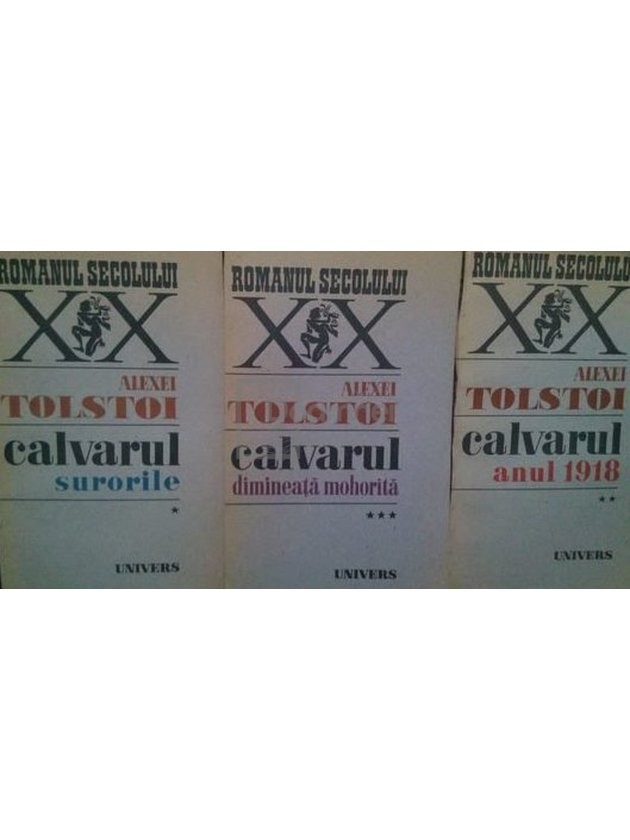 ROMANUL SECOLULUI
XX
ALEXEI
TOLSTOI
calvarul
surorile
*
UNIVERS
ROMANUL SECOLULUI
XX
ALEXEI
TOLSTOI
calvarul
dimineață mohorîtă
***
UNIVERS
ROMANUL SECOLULU
XX
ALEXEI
TOLSTOI
calvarul
anul 1918
**
UNIVERS